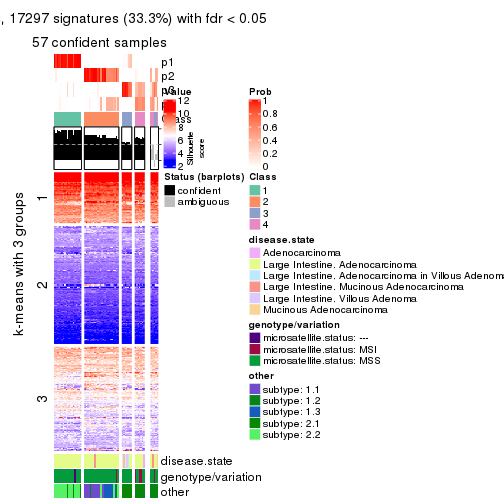 , 17297 signatures (33.3%) with fdr < 0.05
57 confident samples
p1
p2
Value
12
10
8
6
4
2
Prob
1
0.8
0.6
0.4
0.2
0
Silhouette
score
Status (barplots)
confident
ambiguous
Class
1
2
3
4
disease.state
Adenocarcinoma
Large Intestine. Adenocarcinoma
Large Intestine. Adenocarcinoma in Villous Adenom
Large Intestine. Mucinous Adenocarcinoma
Large Intestine. Villous Adenoma
Mucinous Adenocarcinoma
genotype/variation
microsatellite.status: ---
microsatellite.status: MSI
microsatellite.status: MSS
other
subtype: 1.1
subtype: 1.2
subtype: 1.3
subtype: 2.1
subtype: 2.2
k-means with 3 groups
1
2
3
disease.state
genotype/variation
other